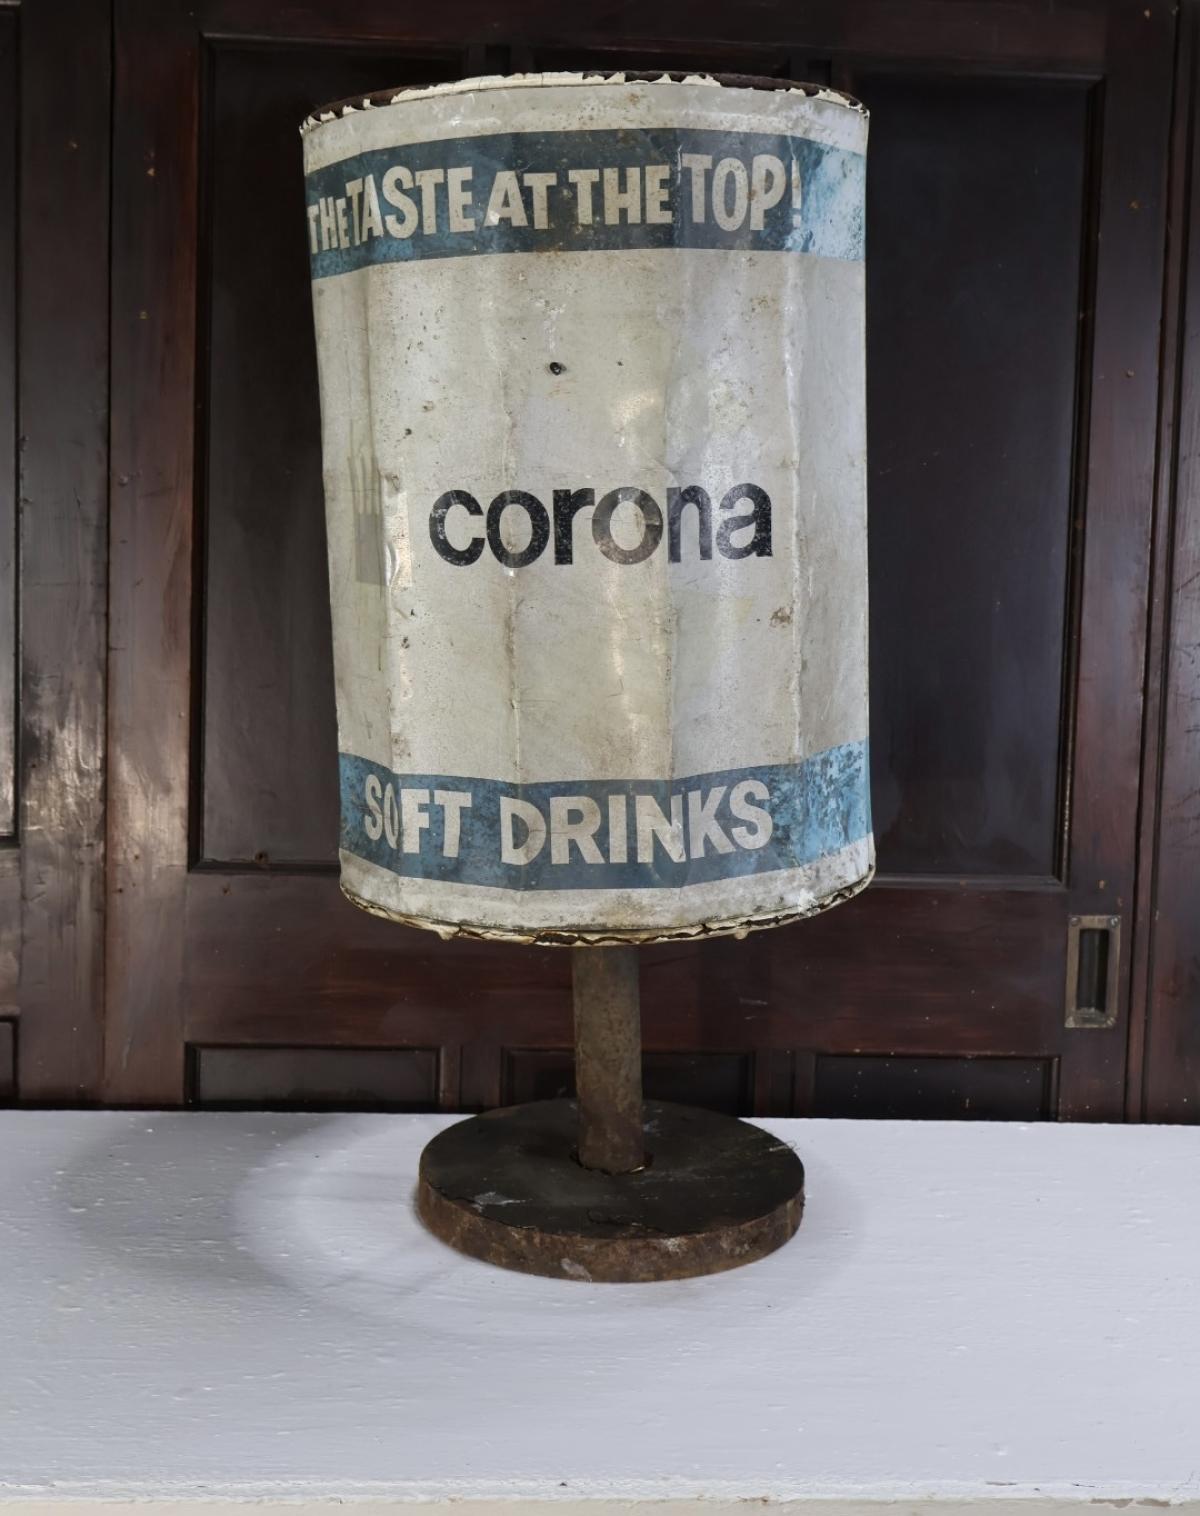 THE TASTE AT THE TOP!
corona
SOFT DRINKS